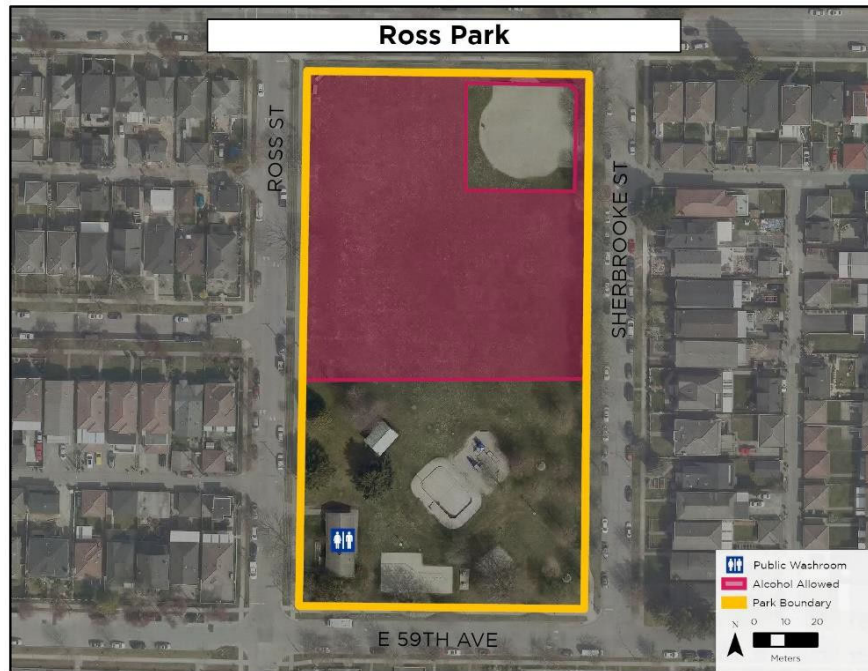 Ross Park
ROSS ST
SHERBROOKE ST
E 59TH AVE
Public Washroom
Alcohol Allowed
Park Boundary
N
0 10 20
Meters